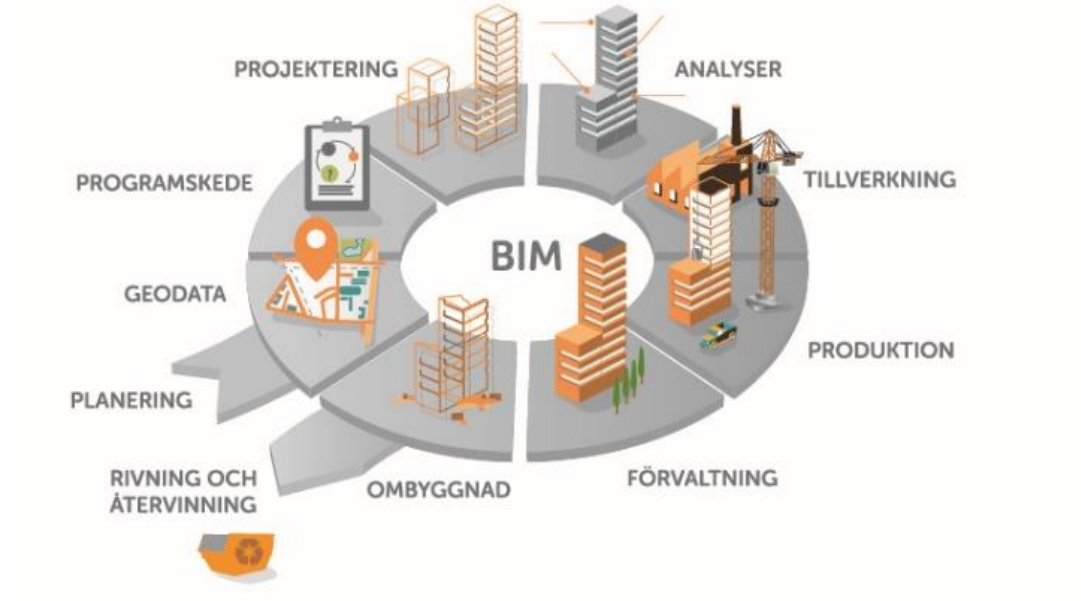 PROJEKTERING
ANALYSER
PROGRAMSKEDE
TILLVERKNING
BIM
GEODATA
PRODUKTION
PLANERING
RIVNING OCH
ÅTERVINNING
OMBYGGNAD
FÖRVALTNING
?